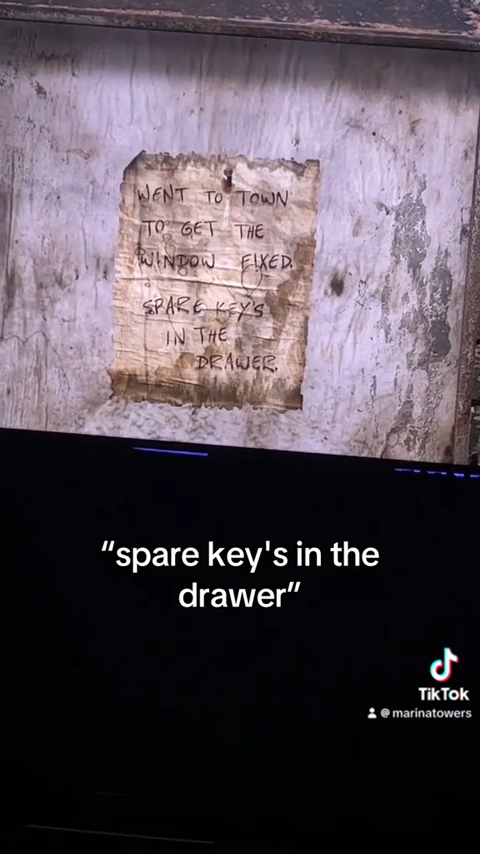 WENT TO TOWN
TO GET THE
WINDOW FIXED.
SPARE KEY'S
IN THE
DRAWER.
“spare key's in the
drawer”
TikTok
@marinatowers